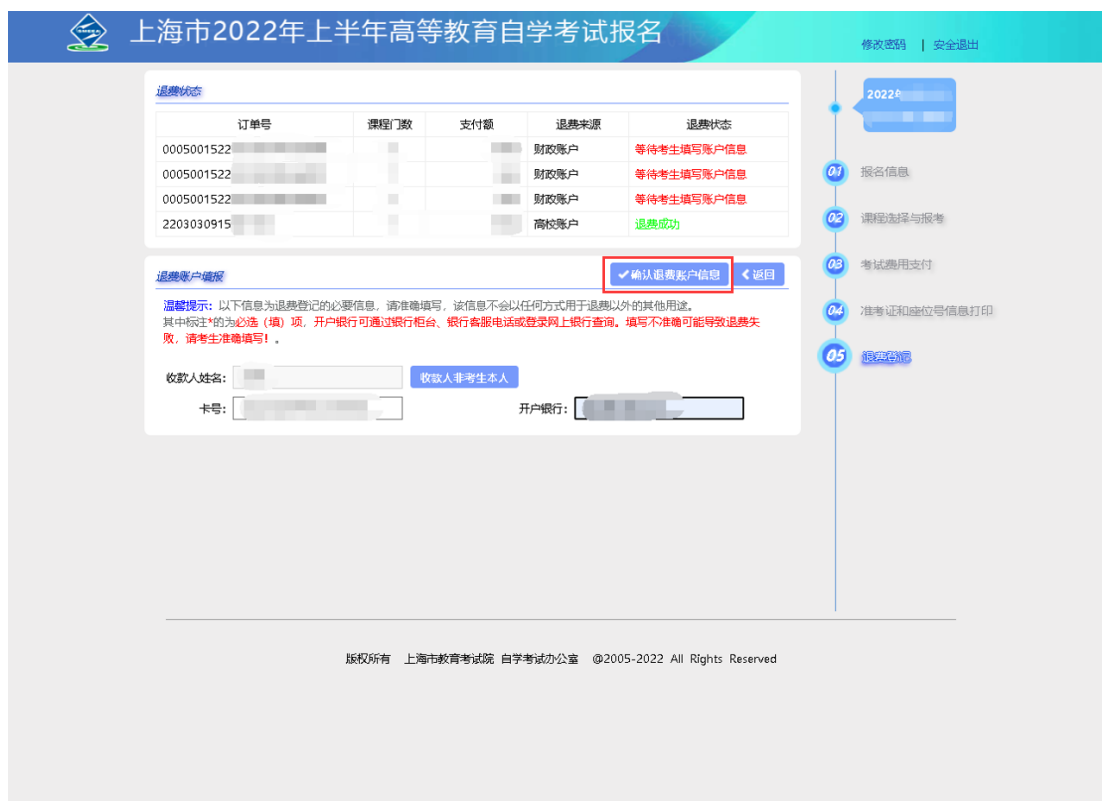 上海市2022年上半年高等教育自学考试报名
修改密码 | 安全退出
退费状态
订单号 课程门数 支付额 退费来源 退费状态
0005001522 财政账户 等待考生填写账户信息
0005001522 财政账户 等待考生填写账户信息
0005001522 财政账户 等待考生填写账户信息
2203030915 高校账户 退费成功
退费账户填报
确认退费账户信息
返回
温馨提示：以下信息为退费登记的必要信息，请准确填写，该信息不会以任何方式用于退费以外的其他用途。
其中标注*的为必选（填）项，开户银行可通过银行柜台、银行客服电话或登录网上银行查询。填写不准确可能导致退费失
败，请考生准确填写！。
收款人姓名： 收款人非考生本人
卡号： 开户银行：
2022年
01 报名信息
02 课程选择与报考
03 考试费用支付
04 准考证和座位号信息打印
05 退费登记
版权所有 上海市教育考试院 自学考试办公室 @2005-2022 All Rights Reserved